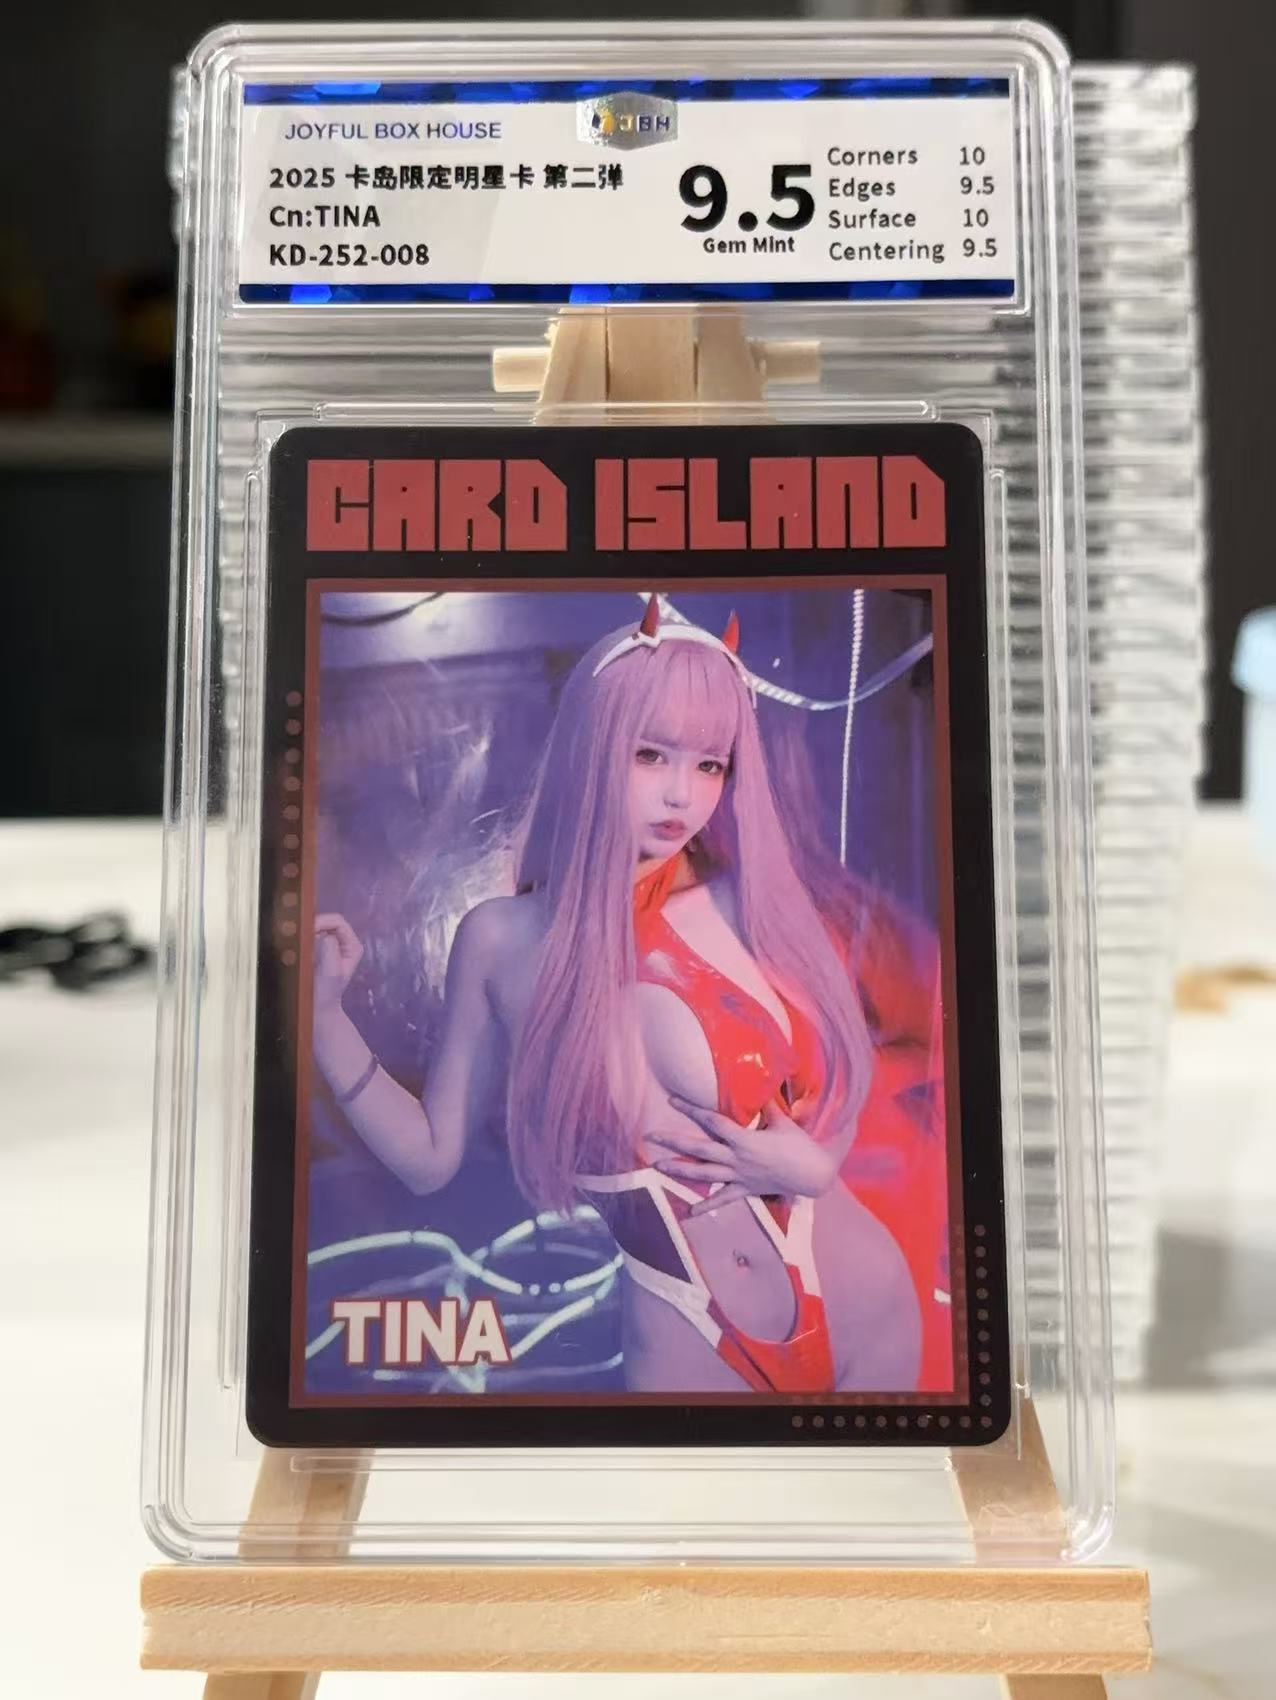 JOYFUL BOX HOUSE
JBH
2025 卡岛限定明星卡 第二弹
Cn:TINA
KD-252-008
9.5
Gem Mint
Corners 10
Edges 9.5
Surface 10
Centering 9.5
CARD ISLAND
TINA